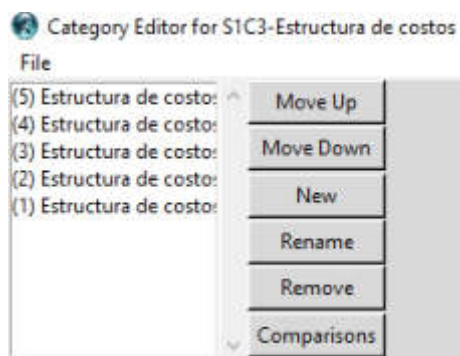 Category Editor for S1C3-Estructura de costos
File
(5) Estructura de costos
(4) Estructura de costos
(3) Estructura de costos
(2) Estructura de costos
(1) Estructura de costos
Move Up
Move Down
New
Rename
Remove
Comparisons